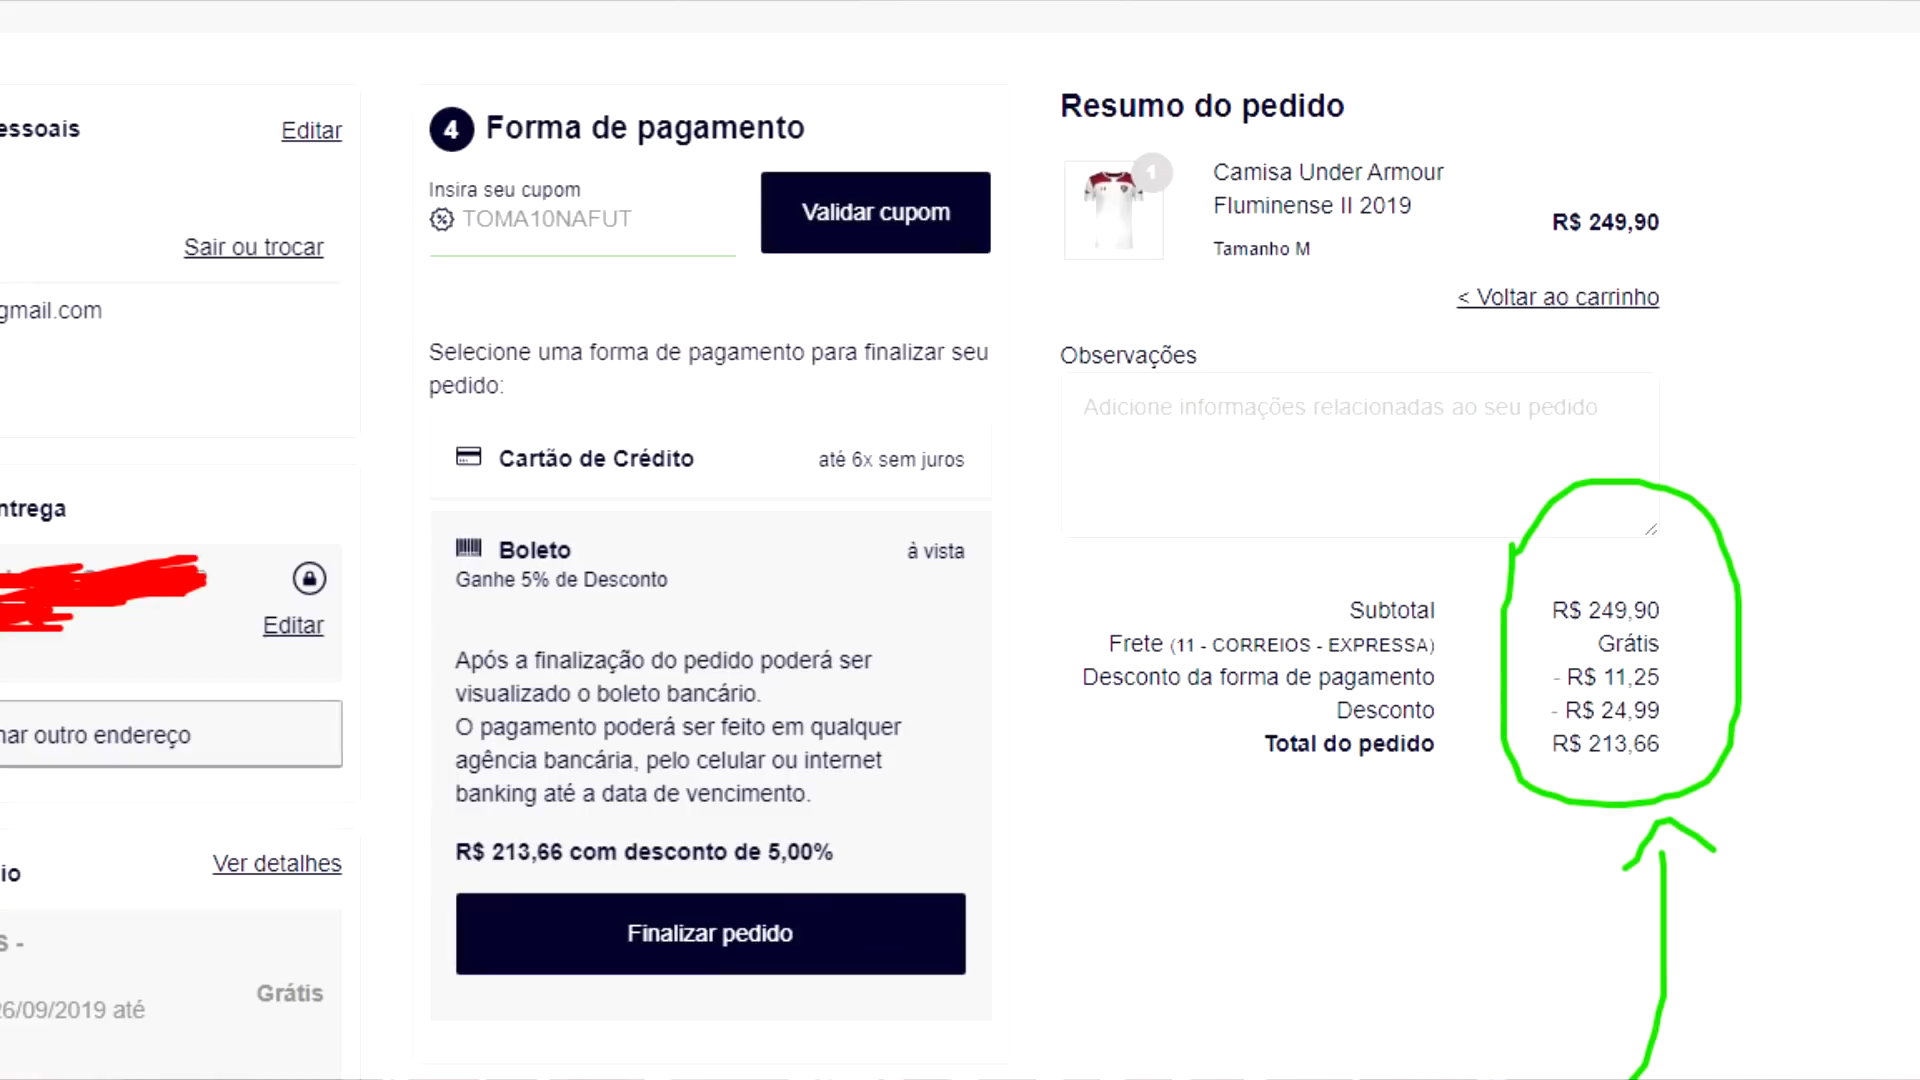 essoais
Editar
Sair ou trocar
gmail.com
ntrega
Editar
nar outro endereço
io
Ver detalhes
S -
Grátis
26/09/2019 até
4 Forma de pagamento
Insira seu cupom
TOMA10NAFUT
Validar cupom
Selecione uma forma de pagamento para finalizar seu
pedido:
Cartão de Crédito
até 6x sem juros
Boleto
à vista
Ganhe 5% de Desconto
Após a finalização do pedido poderá ser
visualizado o boleto bancário.
O pagamento poderá ser feito em qualquer
agência bancária, pelo celular ou internet
banking até a data de vencimento.
R$ 213,66 com desconto de 5,00%
Finalizar pedido
Resumo do pedido
1
Camisa Under Armour
Fluminense II 2019
Tamanho M
R$ 249,90
< Voltar ao carrinho
Observações
Adicione informações relacionadas ao seu pedido
Subtotal R$ 249,90
Frete (11 - CORREIOS - EXPRESSA) Grátis
Desconto da forma de pagamento - R$ 11,25
Desconto - R$ 24,99
Total do pedido R$ 213,66